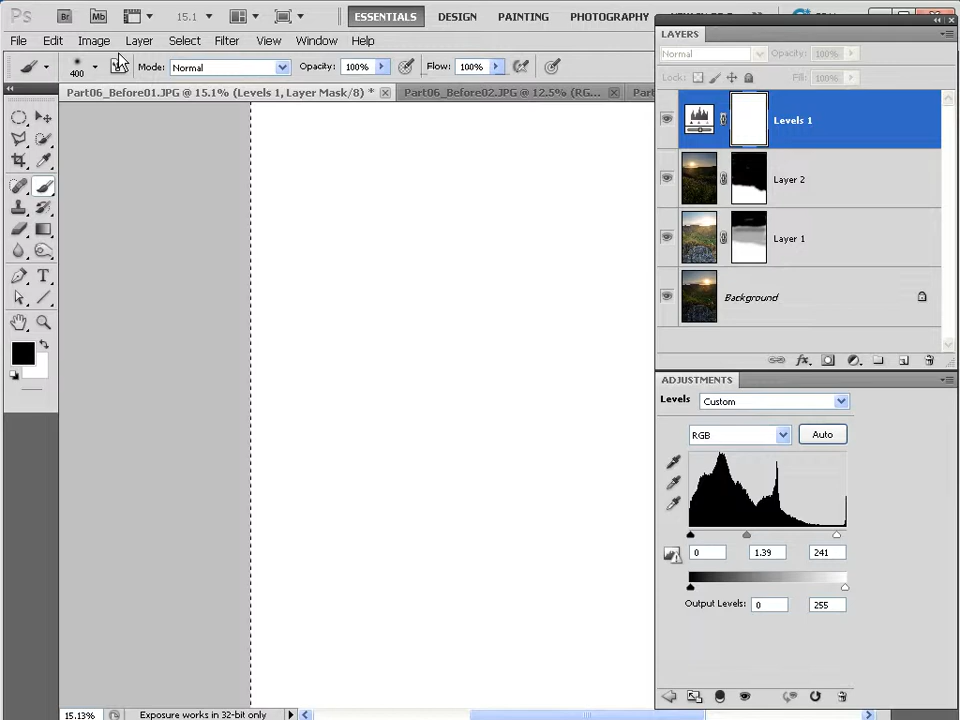 Ps Br Mb 15.1 ESSENTIALS DESIGN PAINTING PHOTOGRAPHY
File Edit Image Layer Select Filter View Window Help
400 Mode: Normal Opacity: 100% Flow: 100%
Part06_Before01.JPG @ 15.1% (Levels 1, Layer Mask/8) * Part06_Before02.JPG @ 12.5% (RG...
LAYERS
Normal Opacity: 100%
Lock: Fill: 100%
Levels 1
Layer 2
Layer 1
Background
T
fx.
ADJUSTMENTS
Levels Custom
RGB Auto
0 1.39 241
Output Levels: 0 255
15.13% Exposure works in 32-bit only